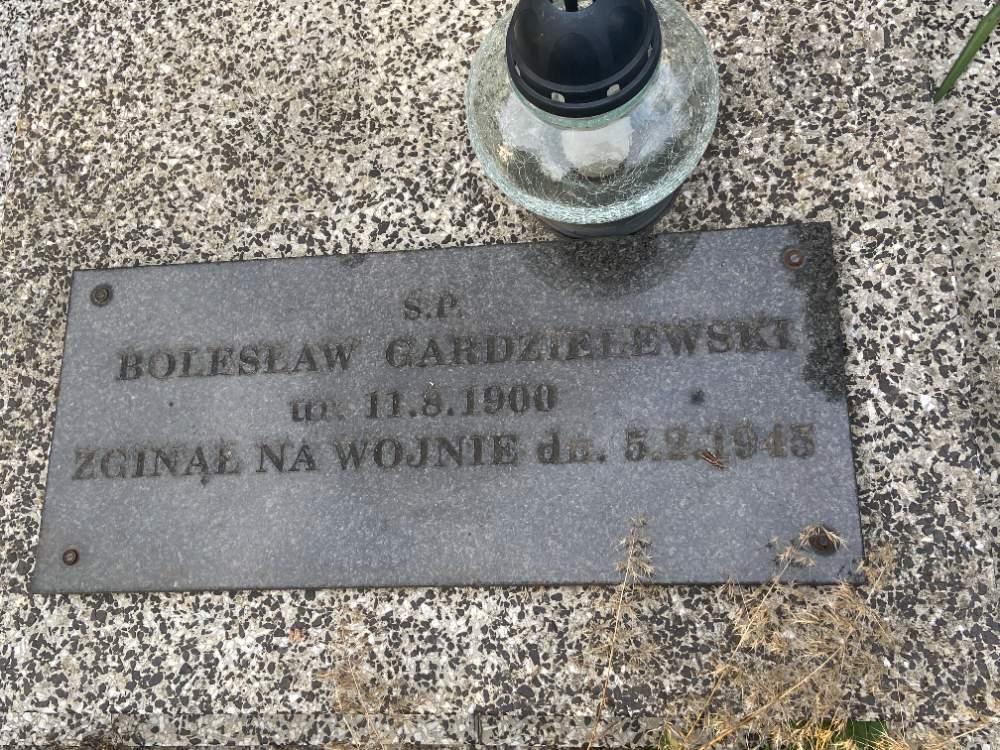 Ś.P.
BOLESŁAW GARDZIELEWSKI
ur. 11.8.1900
ZGINĄŁ NA WOJNIE dn. 5.2.1945